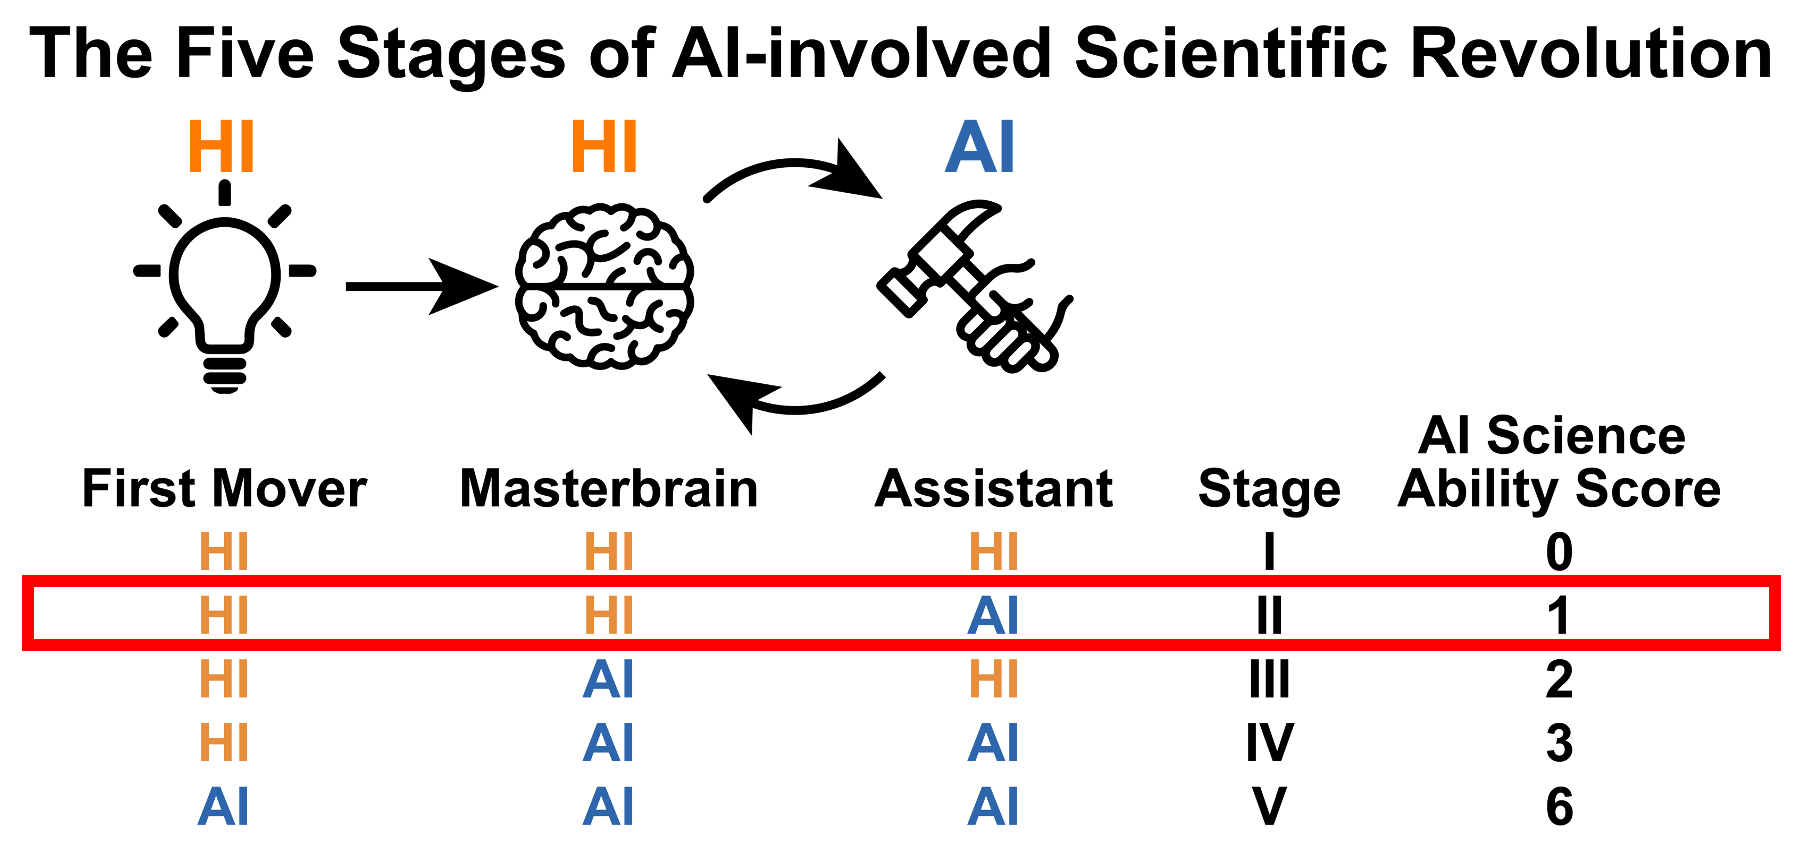 The Five Stages of AI-involved Scientific Revolution
HI HI AI
AI Science
First Mover Masterbrain Assistant Stage Ability Score
HI HI HI I 0
HI HI AI II 1
HI AI HI III 2
HI AI AI IV 3
AI AI AI V 6